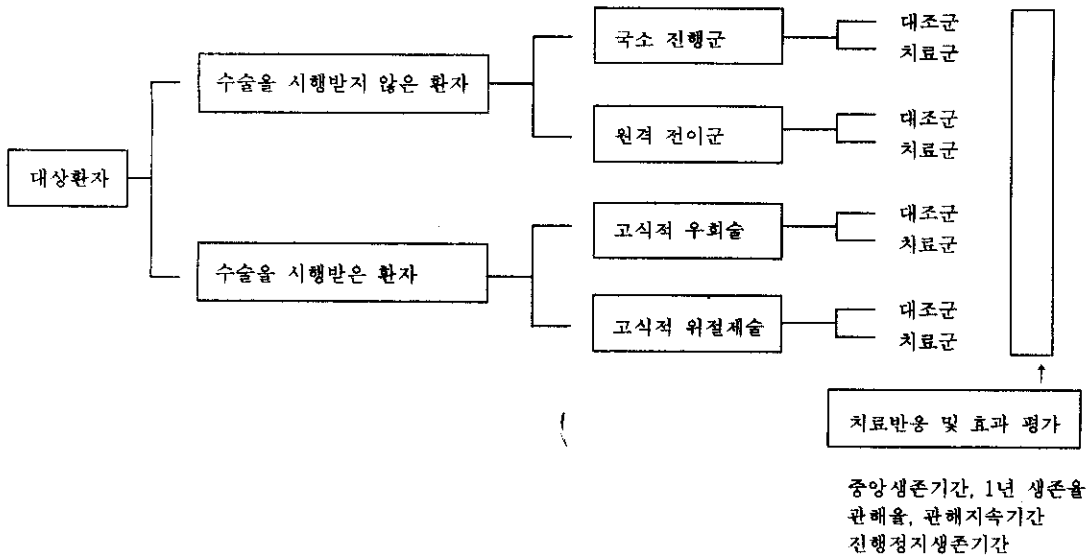 국소 진행군
대조군
치료군
수술을 시행받지 않은 환자
원격 전이군
대조군
치료군
대상환자
고식적 우회술
대조군
치료군
수술을 시행받은 환자
고식적 위절제술
대조군
치료군
치료반응 및 효과 평가
중앙생존기간, 1년 생존율
관해율, 관해지속기간
진행정지생존기간